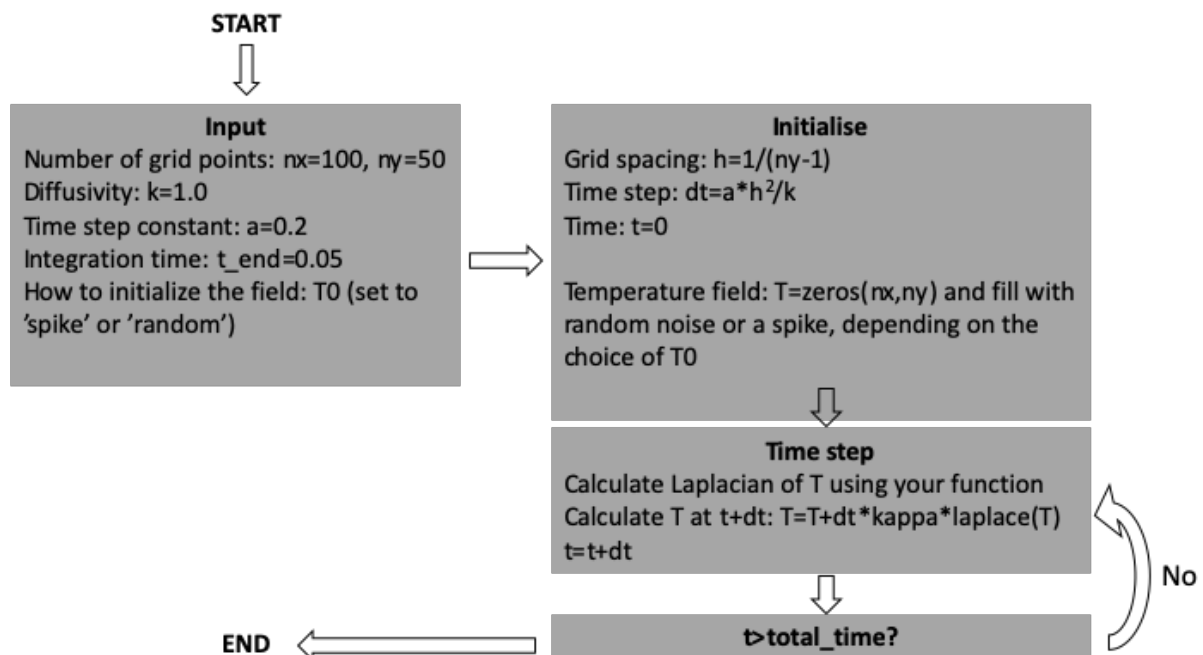 START
Input
Number of grid points: nx=100, ny=50
Diffusivity: k=1.0
Time step constant: a=0.2
Integration time: t_end=0.05
How to initialize the field: T0 (set to
’spike’ or ’random’)
Initialise
Grid spacing: h=1/(ny-1)
Time step: dt=a*h²/k
Time: t=0
Temperature field: T=zeros(nx,ny) and fill with
random noise or a spike, depending on the
choice of T0
Time step
Calculate Laplacian of T using your function
Calculate T at t+dt: T=T+dt*kappa*laplace(T)
t=t+dt
No
t>total_time?
END